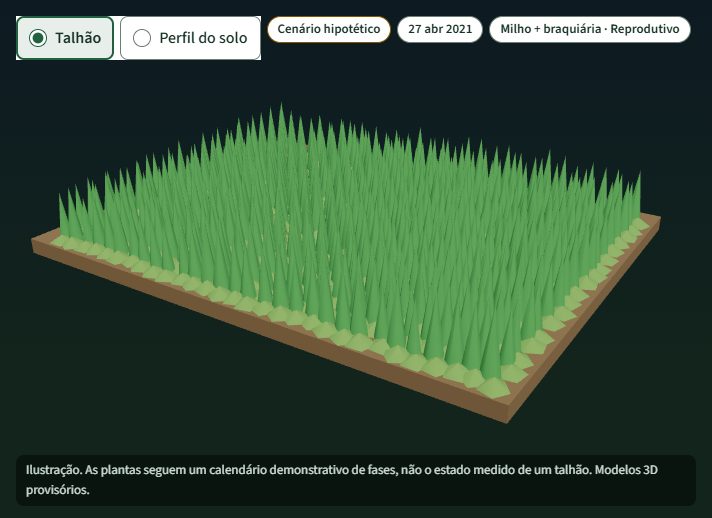 Talhão
Perfil do solo
Cenário hipotético
27 abr 2021
Milho + braquiária · Reprodutivo
Ilustração. As plantas seguem um calendário demonstrativo de fases, não o estado medido de um talhão. Modelos 3D
provisórios.